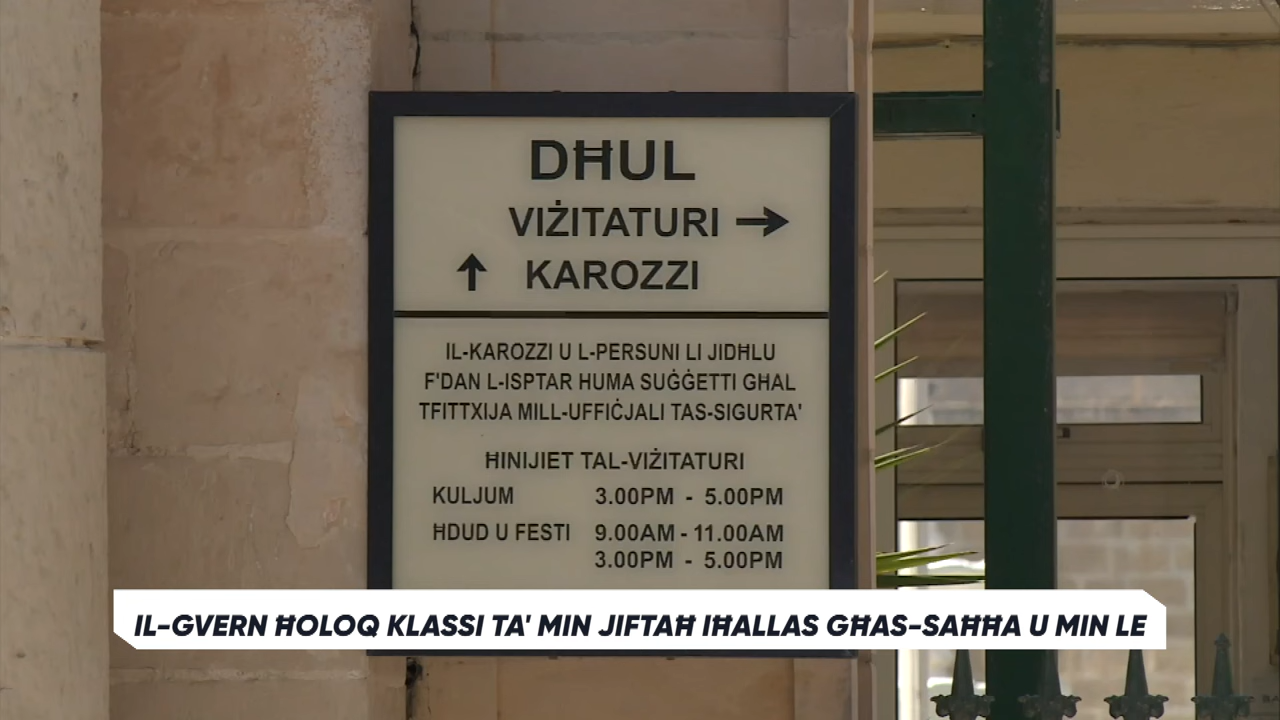 DĦUL
VIŻITATURI →
↑ KAROZZI
IL-KAROZZI U L-PERSUNI LI JIDĦLU
F'DAN L-ISPTAR HUMA SUĠĠETTI GĦAL
TFITTXIJA MILL-UFFIĊJALI TAS-SIGURTA'
ĦINIJIET TAL-VIŻITATURI
KULJUM 3.00PM - 5.00PM
ĦDUD U FESTI 9.00AM - 11.00AM
3.00PM - 5.00PM
IL-GVERN ĦOLOQ KLASSI TA' MIN JIFTAĦ IĦALLAS GĦAS-SAĦĦA U MIN LE